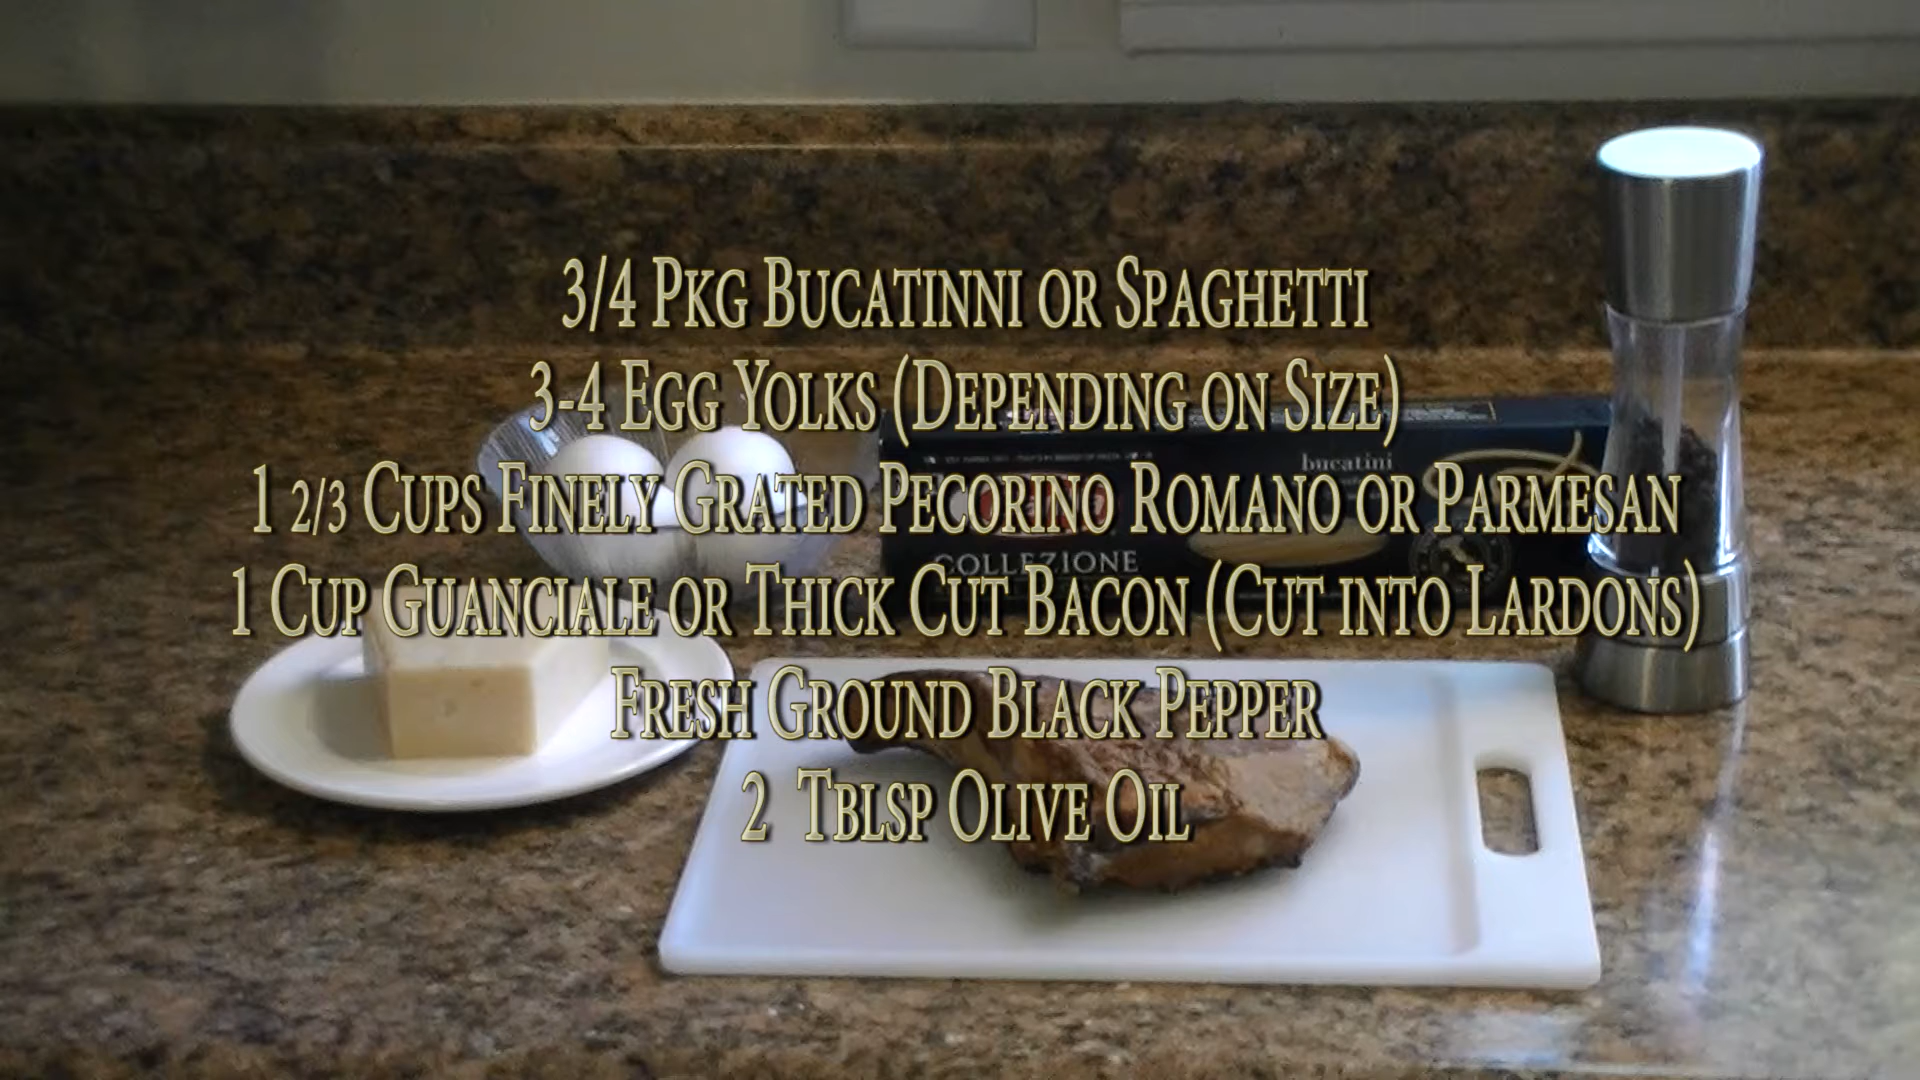 3/4 Pkg Bucatinni or Spaghetti
3-4 Egg Yolks (Depending on Size)
1 2/3 Cups Finely Grated Pecorino Romano or Parmesan
1 Cup Guanciale or Thick Cut Bacon (Cut into Lardons)
Fresh Ground Black Pepper
2 Tblsp Olive Oil
bucatini
COLLEZIONE